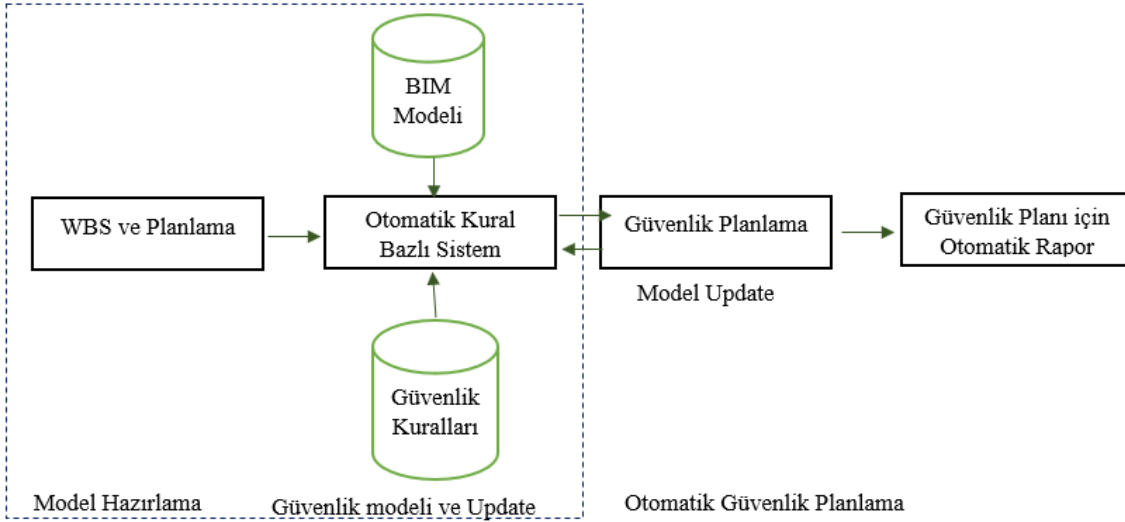 BIM
Modeli
WBS ve Planlama
Otomatik Kural
Bazlı Sistem
Güvenlik Planlama
Güvenlik Planı için
Otomatik Rapor
Model Update
Güvenlik
Kuralları
Model Hazırlama
Güvenlik modeli ve Update
Otomatik Güvenlik Planlama